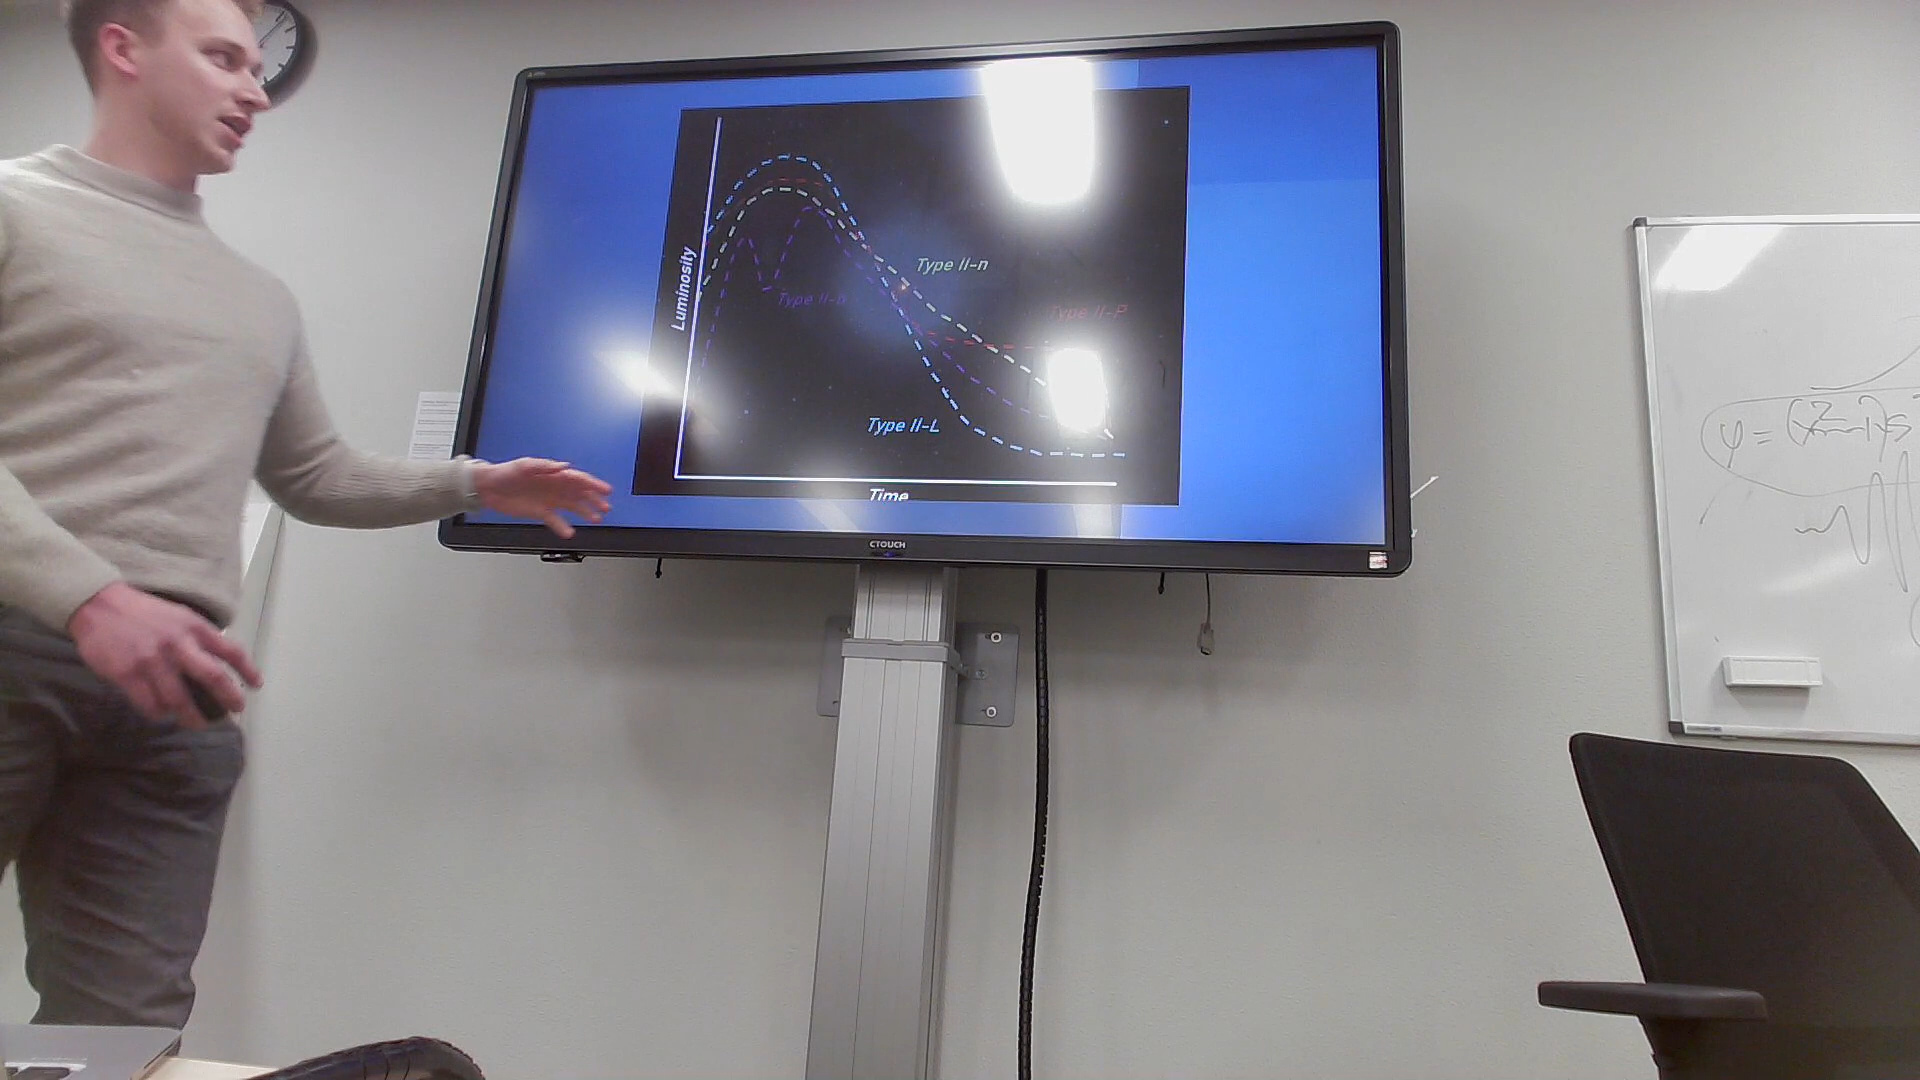 Luminosity
Type II-n
Type II-b
Type II-P
Type II-L
Time
CTOUCH